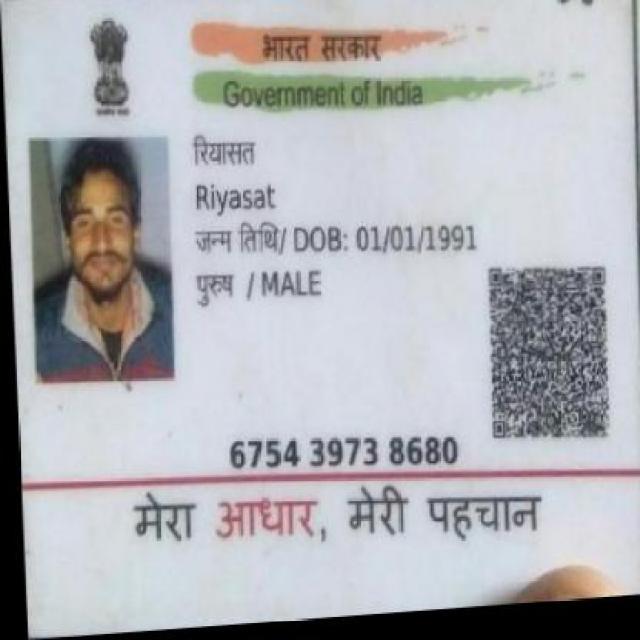 भारत सरकार
Government of India
रियासत
Riyasat
जन्म तिथि/ DOB: 01/01/1991
पुरुष / MALE
6754 3973 8680
मेरा आधार, मेरी पहचान